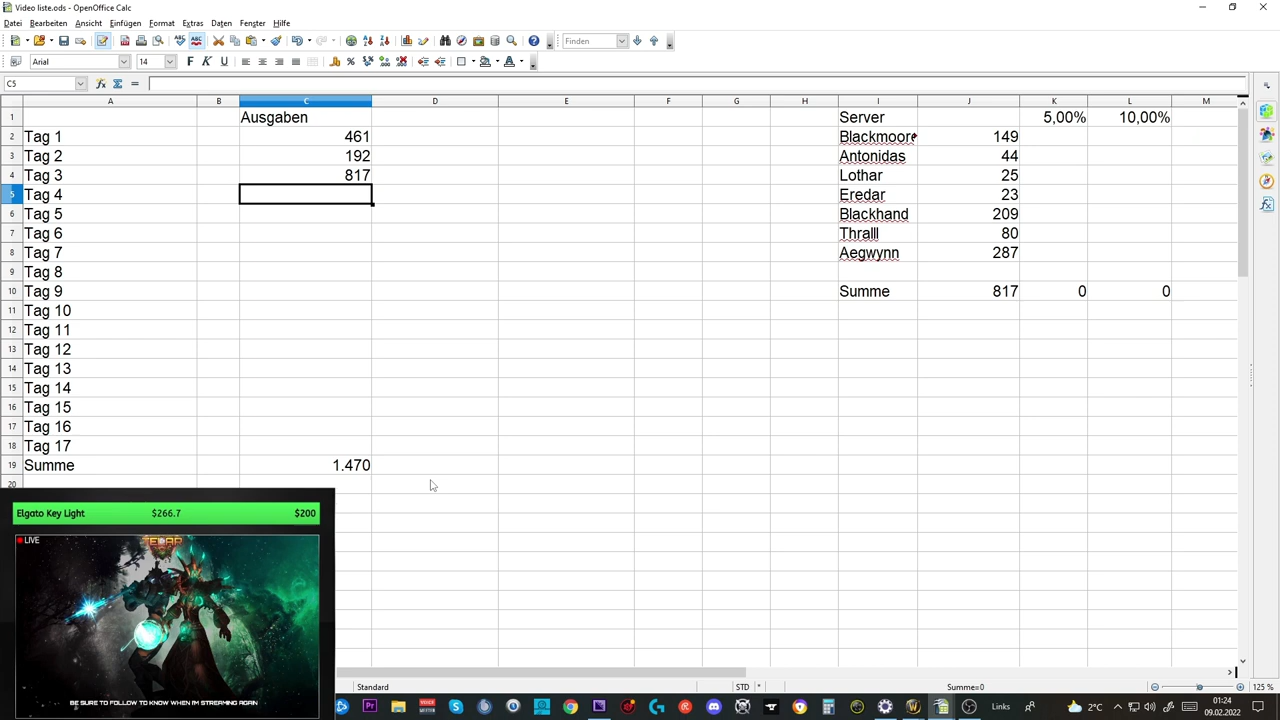 Video liste.ods - OpenOffice Calc
Datei Bearbeiten Ansicht Einfügen Format Extras Daten Fenster Hilfe
Finden
Arial 14
C5
A B C D E F G H I J K L M
1 Ausgaben Server 5,00% 10,00%
2 Tag 1 461 Blackmoore 149
3 Tag 2 192 Antonidas 44
4 Tag 3 817 Lothar 25
5 Tag 4 Eredar 23
6 Tag 5 Blackhand 209
7 Tag 6 Thralll 80
8 Tag 7 Aegwynn 287
9 Tag 8
10 Tag 9 Summe 817 0 0
11 Tag 10
12 Tag 11
13 Tag 12
14 Tag 13
15 Tag 14
16 Tag 15
17 Tag 16
18 Tag 17
19 Summe 1.470
20
Elgato Key Light $266.7 $200
LIVE
BE SURE TO FOLLOW TO KNOW WHEN I'M STREAMING AGAIN
Standard STD * Summe=0 125 %
Links 2°C 01:24
09.02.2022